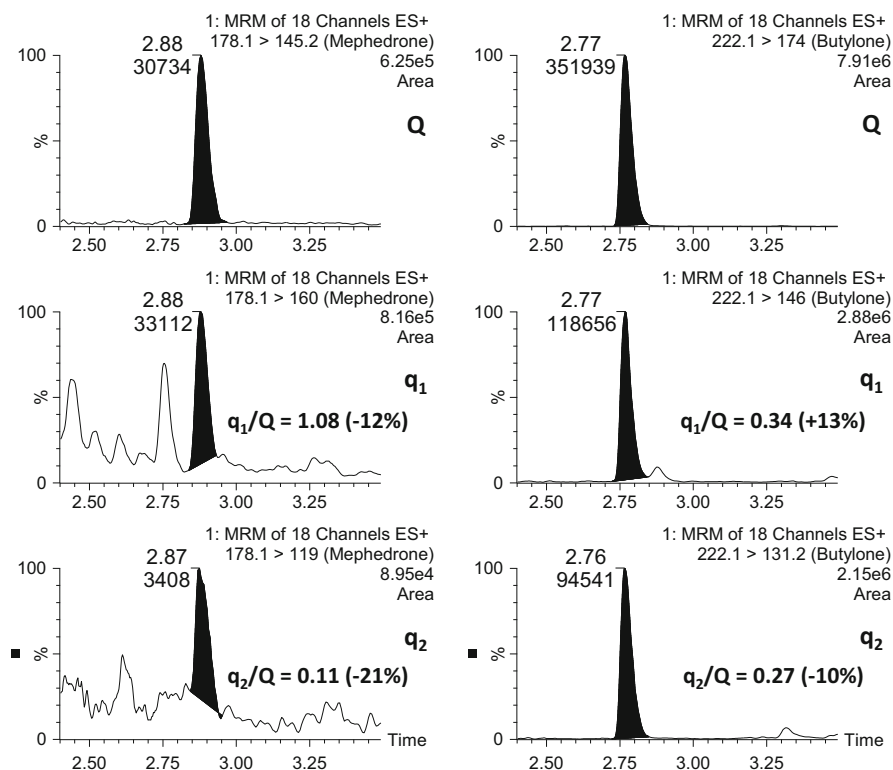 1: MRM of 18 Channels ES+
178.1 > 145.2 (Mephedrone)
6.25e5
Area
2.88
30734
Q
100
%
0
2.50 2.75 3.00 3.25
1: MRM of 18 Channels ES+
222.1 > 174 (Butylone)
7.91e6
Area
2.77
351939
Q
100
%
0
2.50 2.75 3.00 3.25
1: MRM of 18 Channels ES+
178.1 > 160 (Mephedrone)
8.16e5
Area
2.88
33112
q1
q1/Q = 1.08 (-12%)
100
%
0
2.50 2.75 3.00 3.25
1: MRM of 18 Channels ES+
222.1 > 146 (Butylone)
2.88e6
Area
2.77
118656
q1
q1/Q = 0.34 (+13%)
100
%
0
2.50 2.75 3.00 3.25
1: MRM of 18 Channels ES+
178.1 > 119 (Mephedrone)
8.95e4
Area
2.87
3408
q2
q2/Q = 0.11 (-21%)
100
%
0
Time
2.50 2.75 3.00 3.25
1: MRM of 18 Channels ES+
222.1 > 131.2 (Butylone)
2.15e6
Area
2.76
94541
q2
q2/Q = 0.27 (-10%)
100
%
0
Time
2.50 2.75 3.00 3.25